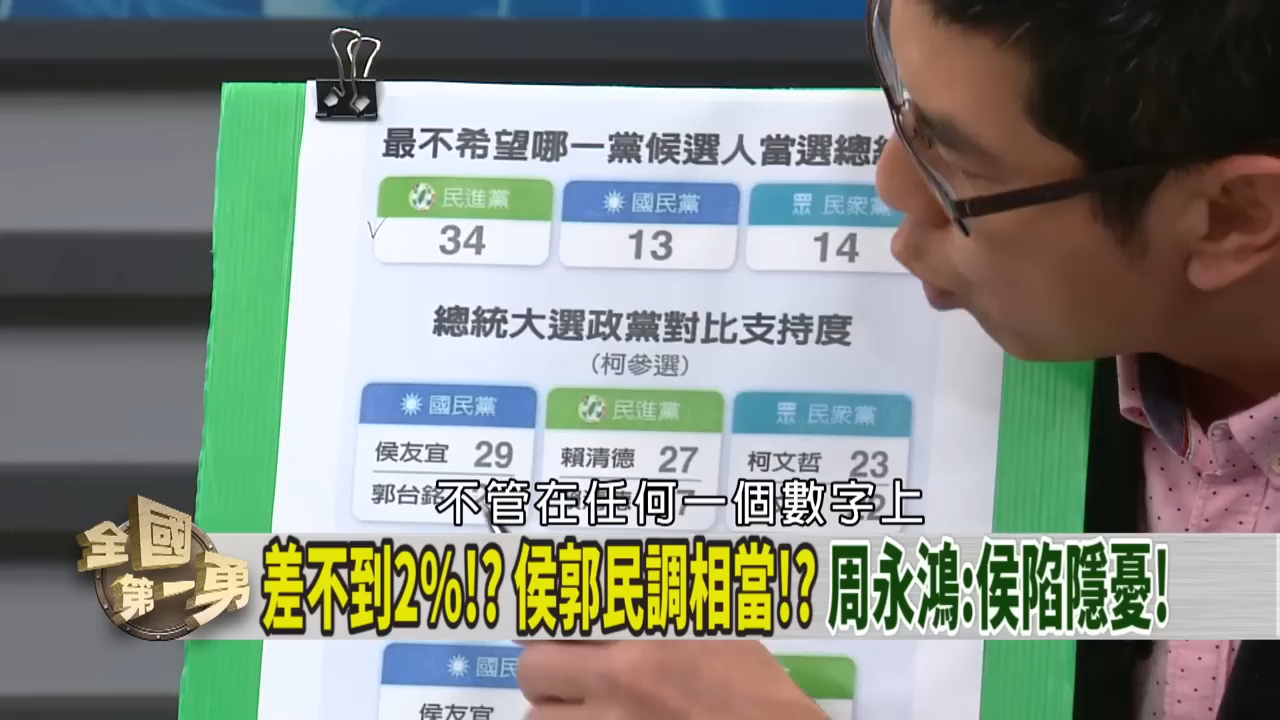 最不希望哪一黨候選人當選總
民進黨 國民黨 民眾黨
34 13 14
總統大選政黨對比支持度
(柯參選)
國民黨 民進黨 民眾黨
侯友宜 29 賴清德 27 柯文哲 23
郭台銘
不管在任何一個數字上
全國第一勇
差不到2%!? 侯郭民調相當!? 周永鴻:侯陷隱憂!
國民
侯友宜